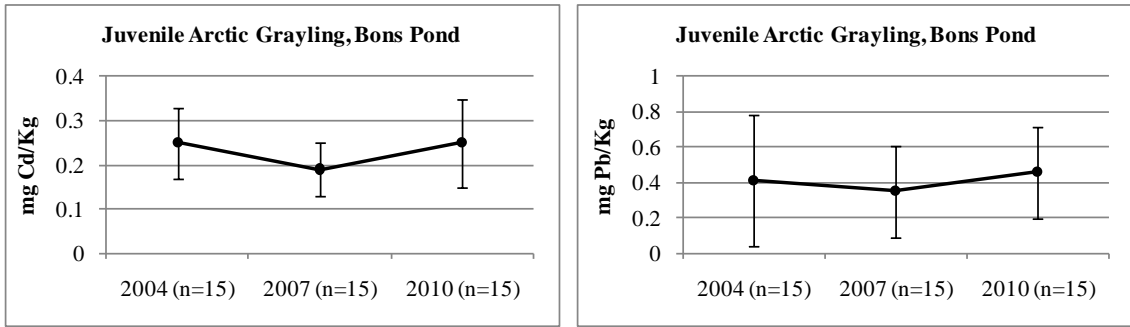 Juvenile Arctic Grayling, Bons Pond
mg Cd/Kg
0.4
0.3
0.2
0.1
0
2004 (n=15) 2007 (n=15) 2010 (n=15)
Juvenile Arctic Grayling, Bons Pond
mg Pb/Kg
1
0.8
0.6
0.4
0.2
0
2004 (n=15) 2007 (n=15) 2010 (n=15)